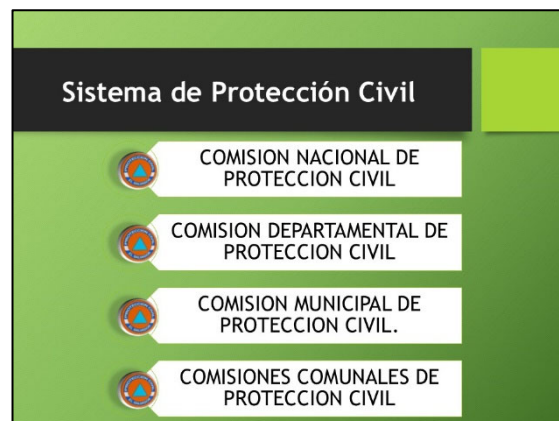 Sistema de Protección Civil
COMISION NACIONAL DE
PROTECCION CIVIL
COMISION DEPARTAMENTAL DE
PROTECCION CIVIL
COMISION MUNICIPAL DE
PROTECCION CIVIL.
COMISIONES COMUNALES DE
PROTECCION CIVIL